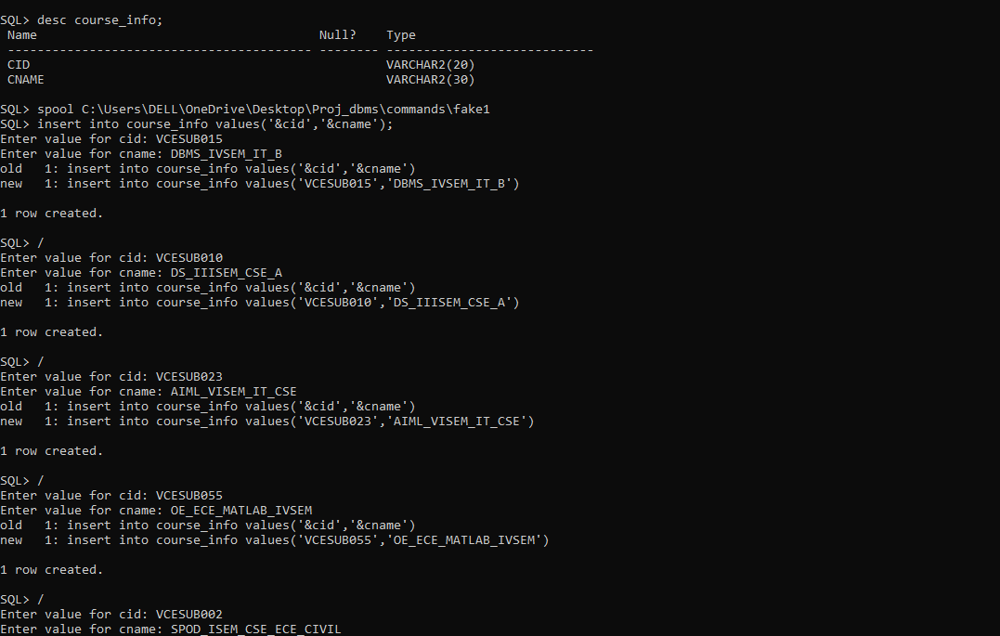 SQL> desc course_info;
 Name                                      Null?    Type
 ----------------------------------------- -------- ----------------------------
 CID                                                VARCHAR2(20)
 CNAME                                              VARCHAR2(30)
SQL> spool C:\Users\DELL\OneDrive\Desktop\Proj_dbms\commands\fake1
SQL> insert into course_info values('&cid','&cname');
Enter value for cid: VCESUB015
Enter value for cname: DBMS_IVSEM_IT_B
old   1: insert into course_info values('&cid','&cname')
new   1: insert into course_info values('VCESUB015','DBMS_IVSEM_IT_B')
1 row created.
SQL> /
Enter value for cid: VCESUB010
Enter value for cname: DS_IIISEM_CSE_A
old   1: insert into course_info values('&cid','&cname')
new   1: insert into course_info values('VCESUB010','DS_IIISEM_CSE_A')
1 row created.
SQL> /
Enter value for cid: VCESUB023
Enter value for cname: AIML_VISEM_IT_CSE
old   1: insert into course_info values('&cid','&cname')
new   1: insert into course_info values('VCESUB023','AIML_VISEM_IT_CSE')
1 row created.
SQL> /
Enter value for cid: VCESUB055
Enter value for cname: OE_ECE_MATLAB_IVSEM
old   1: insert into course_info values('&cid','&cname')
new   1: insert into course_info values('VCESUB055','OE_ECE_MATLAB_IVSEM')
1 row created.
SQL> /
Enter value for cid: VCESUB002
Enter value for cname: SPOD_ISEM_CSE_ECE_CIVIL